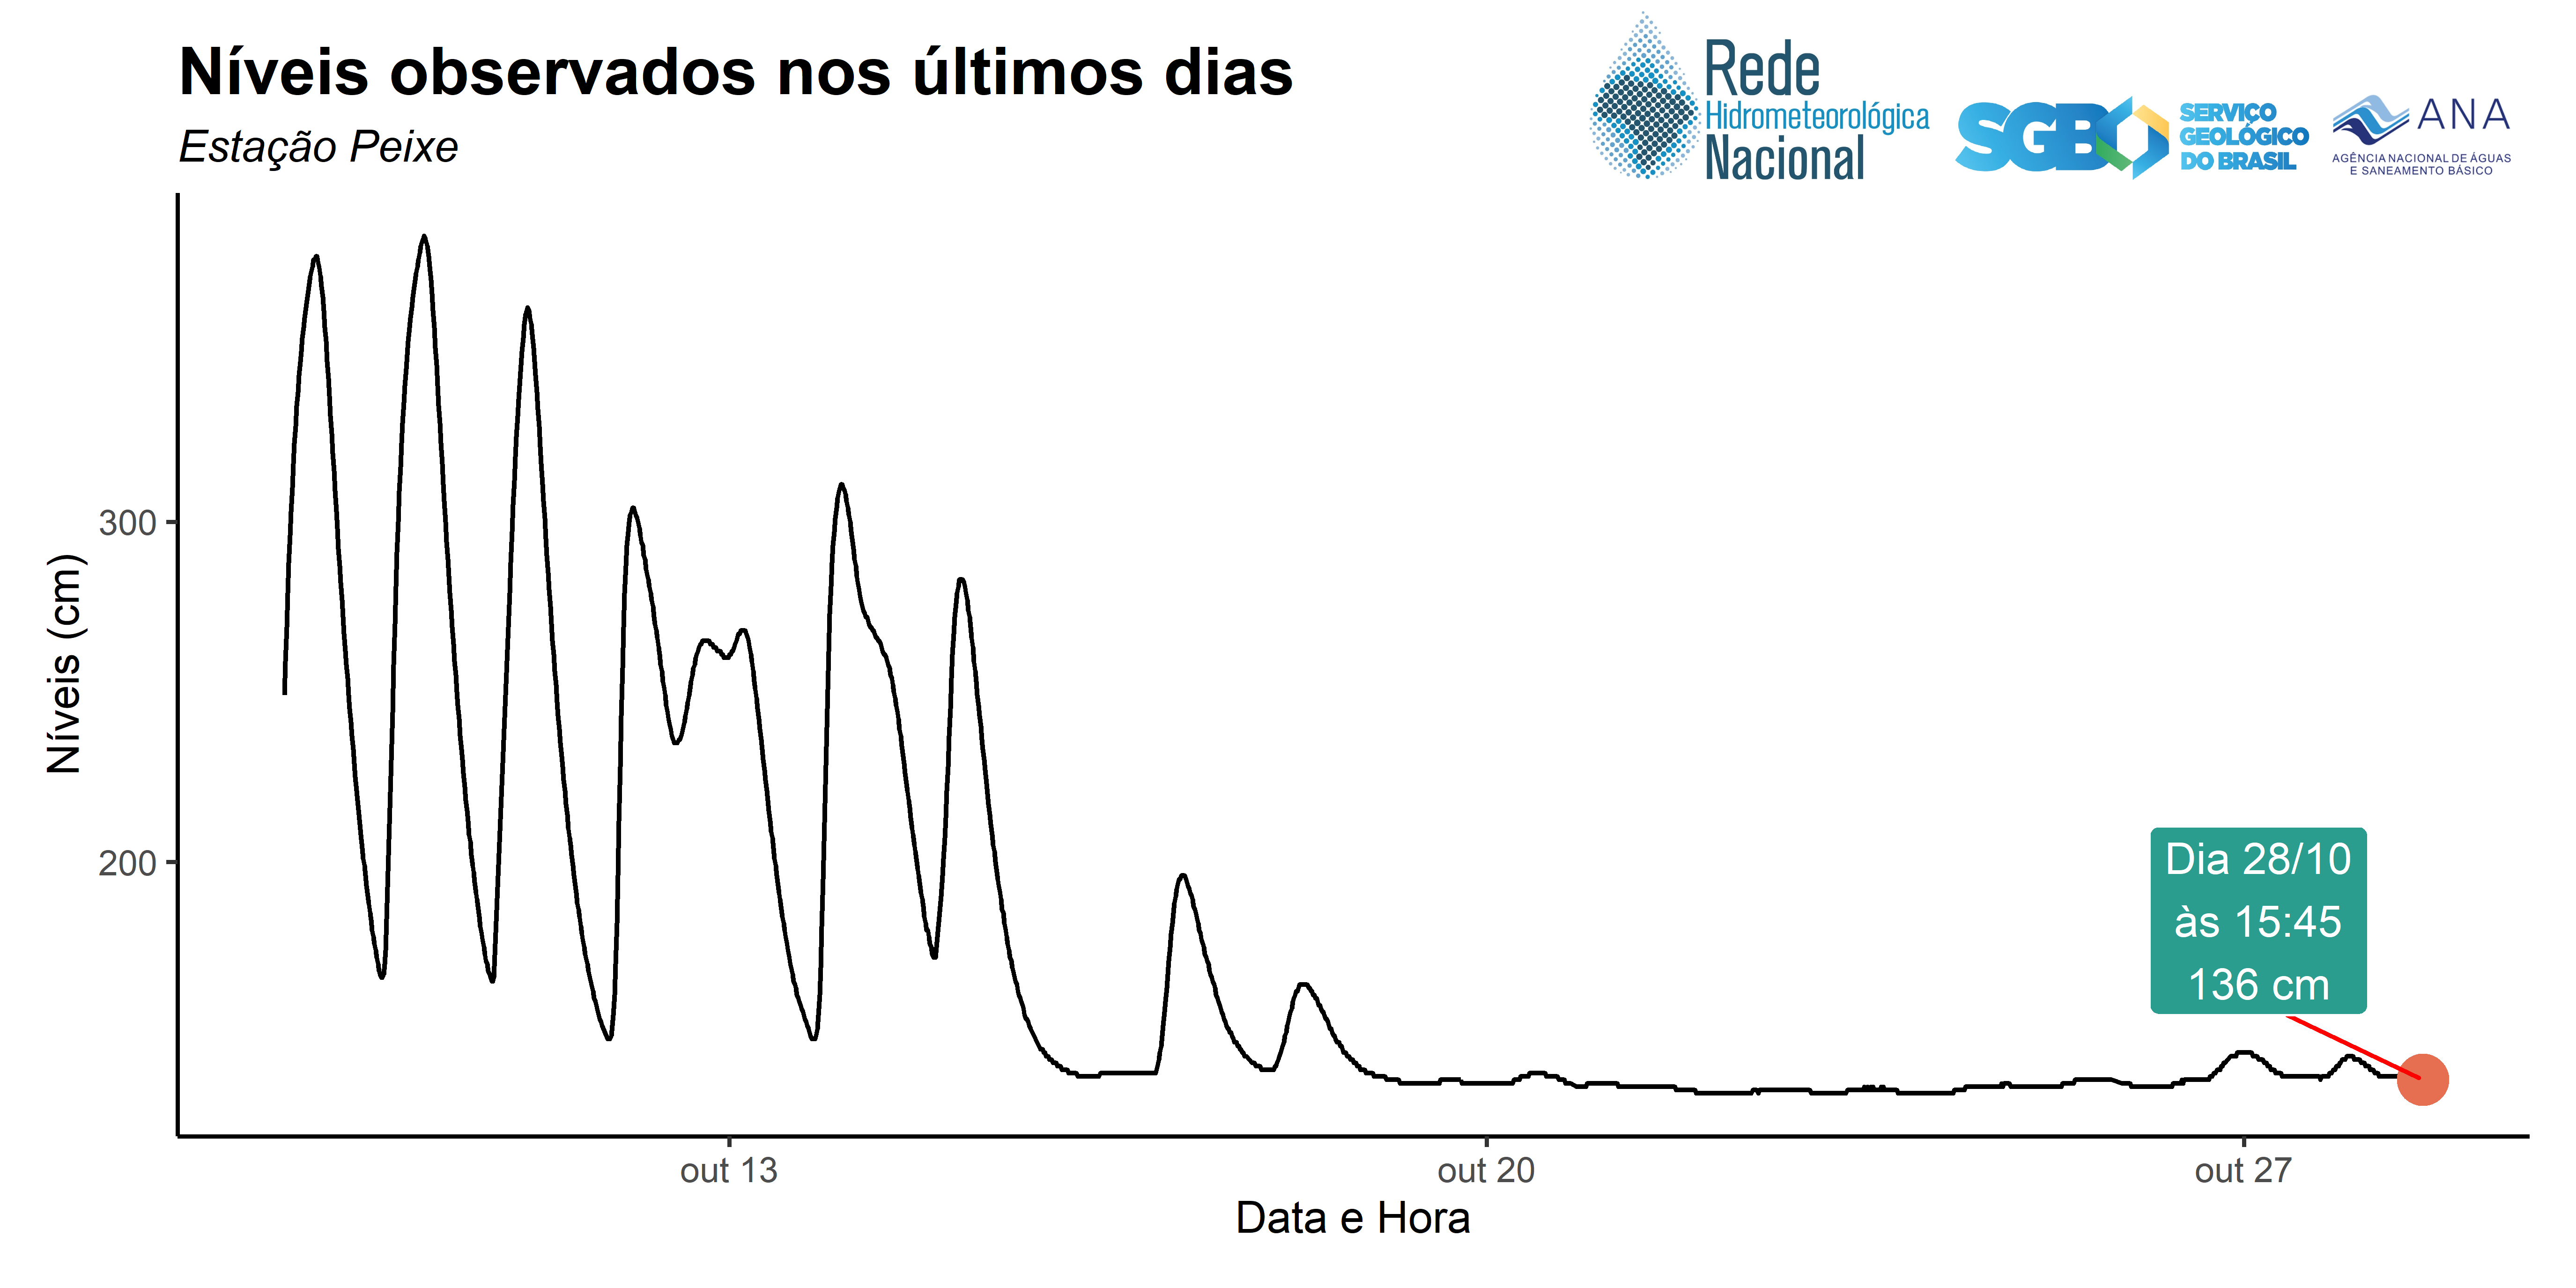 Níveis observados nos últimos dias
Estação Peixe
Rede
Hidrometeorológica
Nacional
SGB
SERVIÇO
GEOLÓGICO
DO BRASIL
ANA
AGÊNCIA NACIONAL DE ÁGUAS
E SANEAMENTO BÁSICO
Níveis (cm)
300
200
Dia 28/10
às 15:45
136 cm
out 13
out 20
out 27
Data e Hora